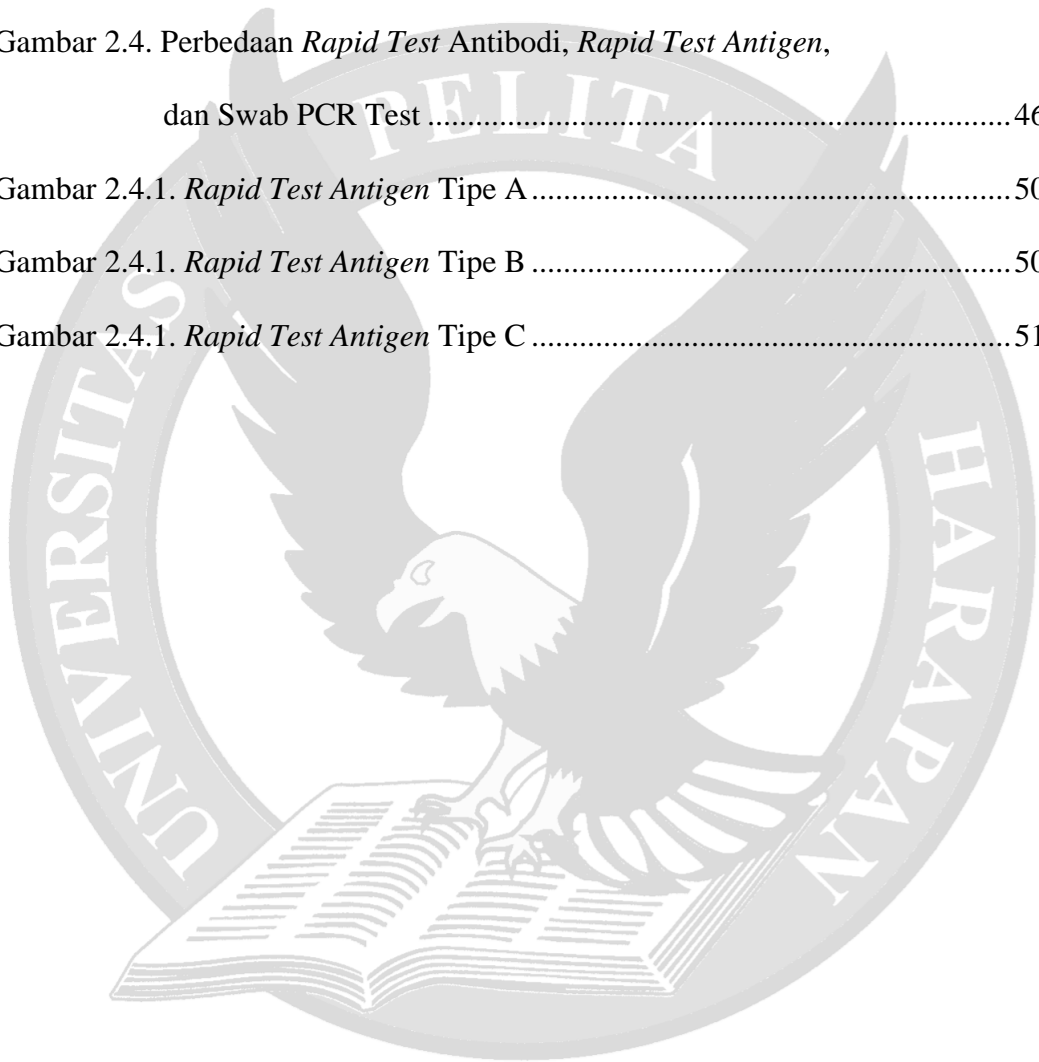 Gambar 2.4. Perbedaan Rapid Test Antibodi, Rapid Test Antigen,
dan Swab PCR Test ................................................................ 46
Gambar 2.4.1. Rapid Test Antigen Tipe A ..................................................... 50
Gambar 2.4.1. Rapid Test Antigen Tipe B ..................................................... 50
Gambar 2.4.1. Rapid Test Antigen Tipe C ..................................................... 51
UNIVERSITAS PELITA HARAPAN